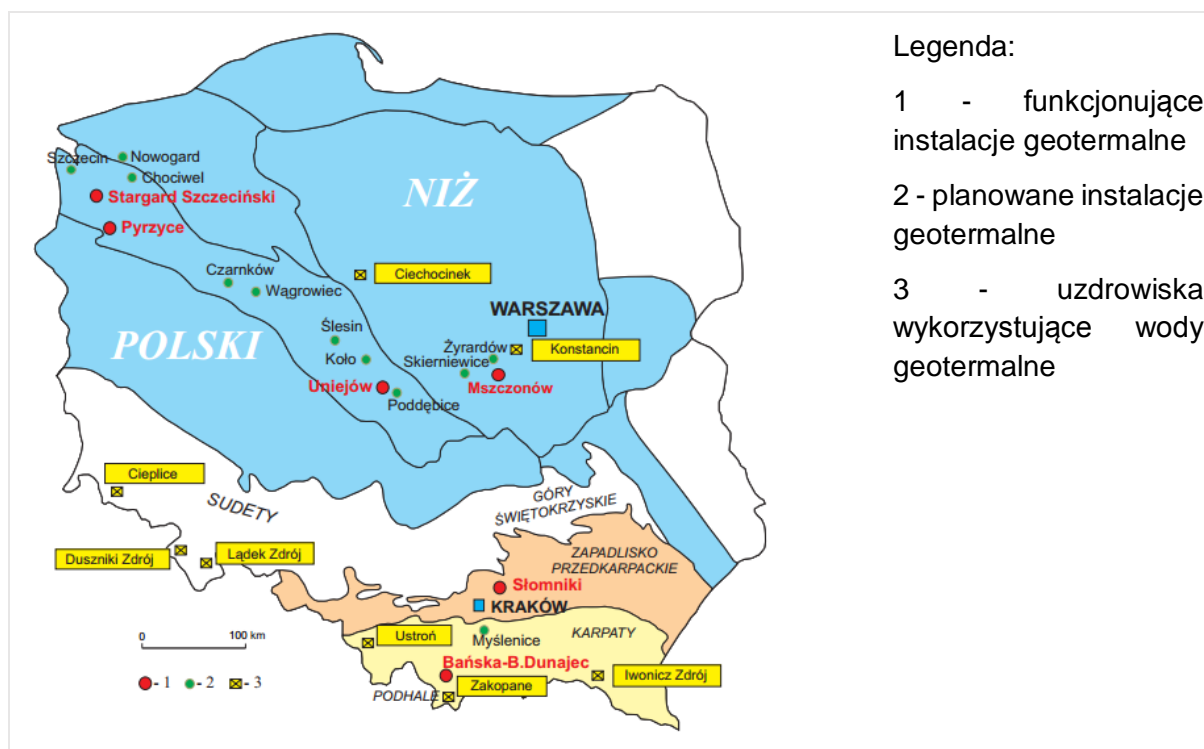 Szczecin
Nowogard
Chociwel
Stargard Szczeciński
Pyrzyce
NIŻ
Czarnków
Wągrowiec
Ciechocinek
WARSZAWA
Ślesin
POLSKI
Koło
Żyrardów
Konstancin
Skierniewice
Uniejów
Mszczonów
Poddębice
Cieplice
SUDETY
GÓRY
ŚWIĘTOKRZYSKIE
Duszniki Zdrój
Lądek Zdrój
ZAPADLISKO
PRZEDKARPACKIE
Słomniki
KRAKÓW
0 100 km
Ustroń
Myślenice
KARPATY
Bańska-B.Dunajec
Iwonicz Zdrój
- 1 - 2 - 3
Zakopane
PODHALE
Legenda:
1 - funkcjonujące
instalacje geotermalne
2 - planowane instalacje
geotermalne
3 - uzdrowiska
wykorzystujące wody
geotermalne